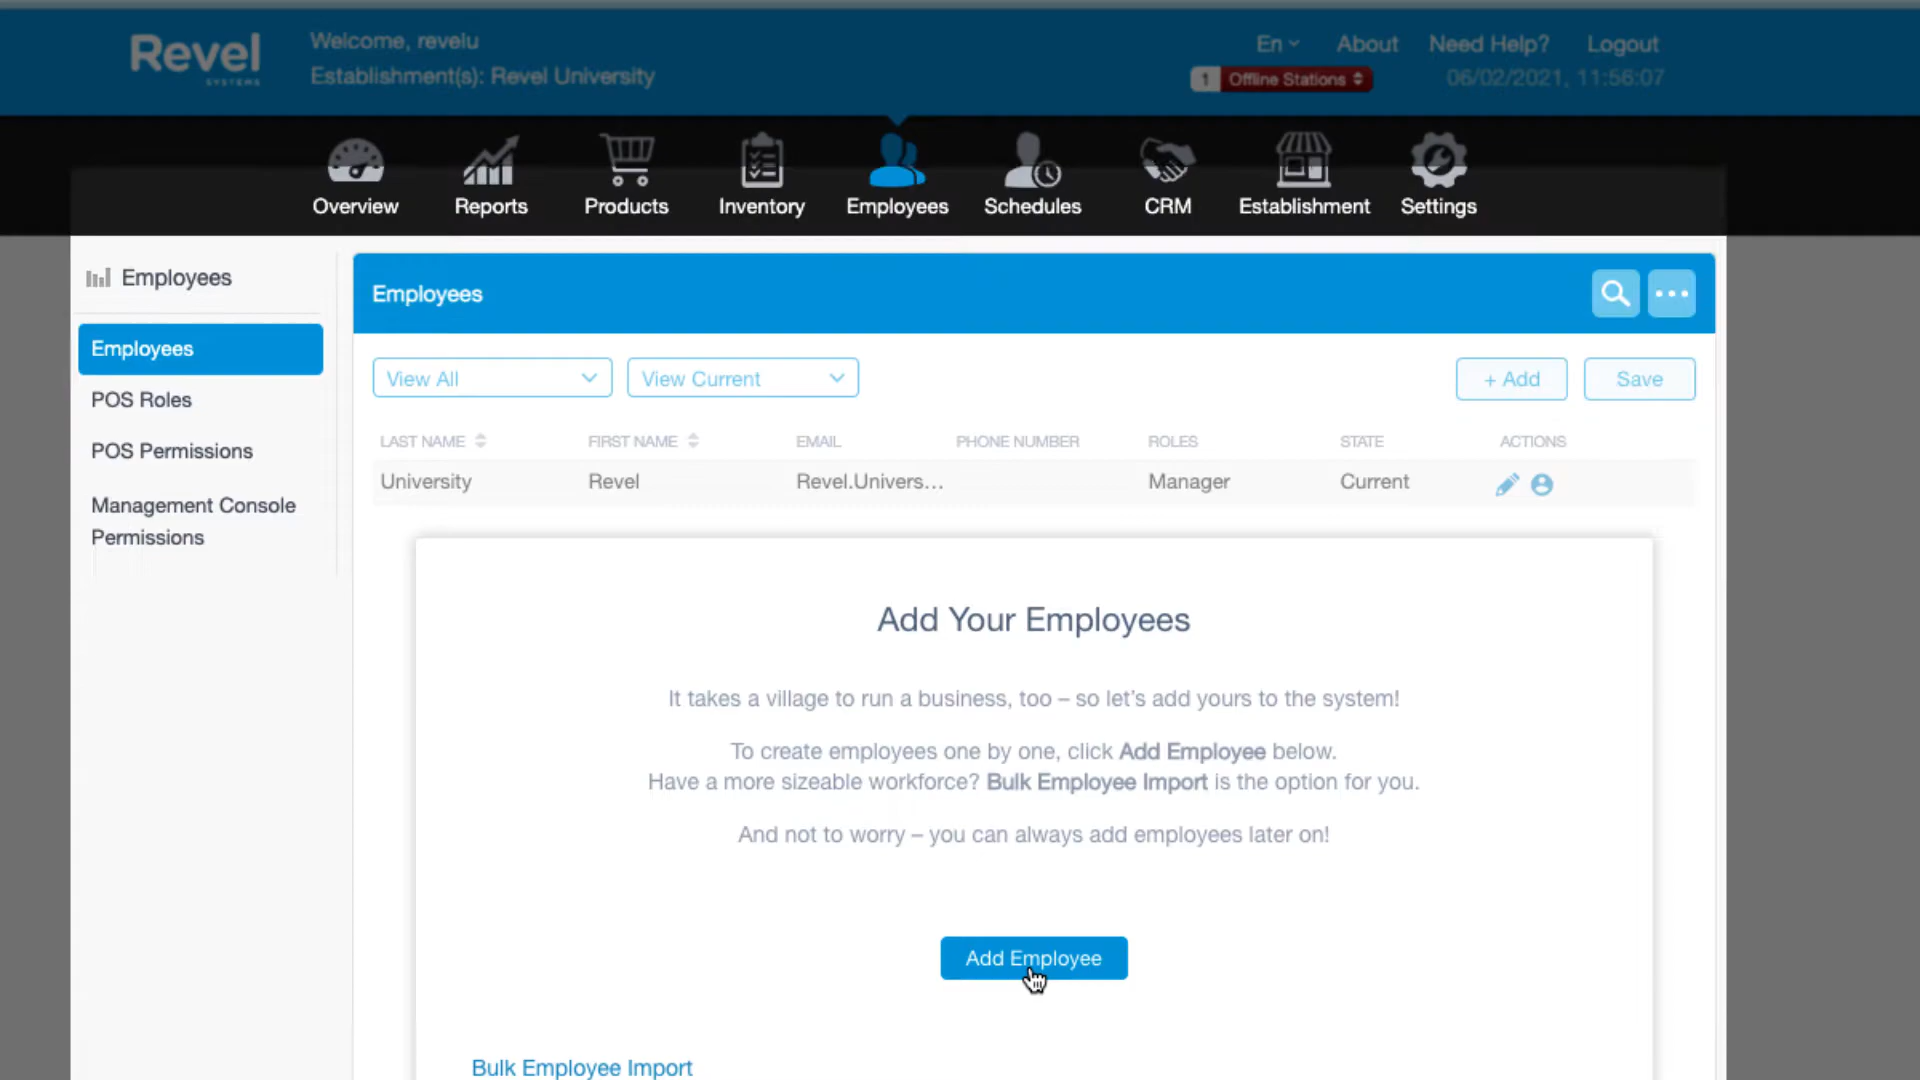 Revel
SYSTEMS
Welcome, revelu
Establishment(s): Revel University
En
About
Need Help?
Logout
1 Offline Stations
06/02/2021, 11:56:07
Overview
Reports
Products
Inventory
Employees
Schedules
CRM
Establishment
Settings
Employees
Employees
POS Roles
POS Permissions
Management Console
Permissions
Employees
View All
View Current
+ Add
Save
LAST NAME
FIRST NAME
EMAIL
PHONE NUMBER
ROLES
STATE
ACTIONS
University
Revel
Revel.Univers...
Manager
Current
Add Your Employees
It takes a village to run a business, too – so let's add yours to the system!
To create employees one by one, click Add Employee below.
Have a more sizeable workforce? Bulk Employee Import is the option for you.
And not to worry – you can always add employees later on!
Add Employee
Bulk Employee Import